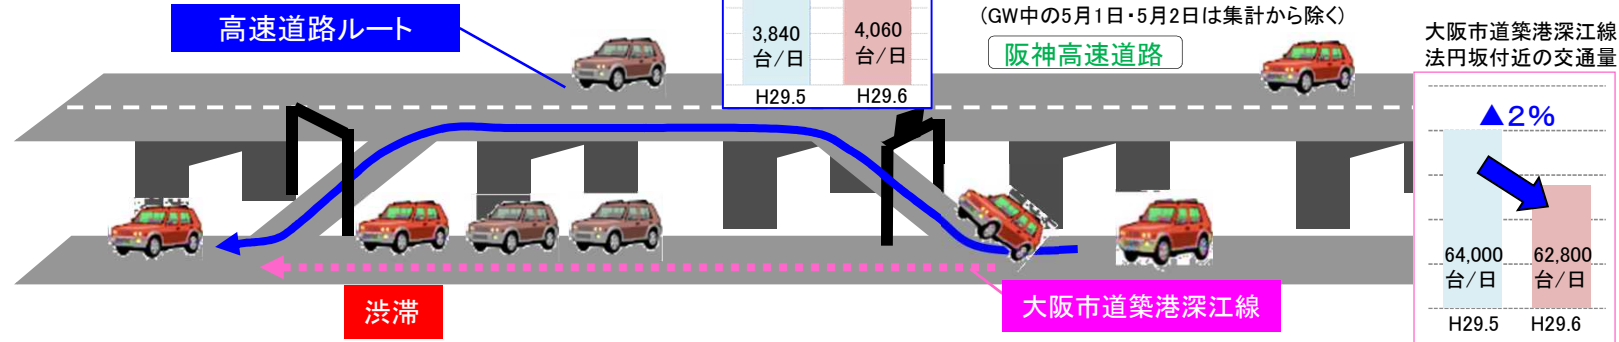 高速道路ルート
3,840
台/日
4,060
台/日
H29.5
H29.6
(GW中の5月1日・5月2日は集計から除く)
阪神高速道路
大阪市道築港深江線
法円坂付近の交通量
▲2%
64,000
台/日
62,800
台/日
H29.5
H29.6
渋滞
大阪市道築港深江線